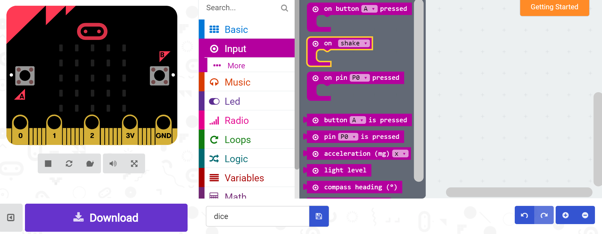 Search...
Getting Started
Basic
Input
More
Music
Led
Radio
Loops
Logic
Variables
Math
on button A pressed
on shake
on pin P0 pressed
button A is pressed
pin P0 is pressed
acceleration (mg) x
light level
compass heading (°)
B
A
0 1 2 3V GND
Download
dice